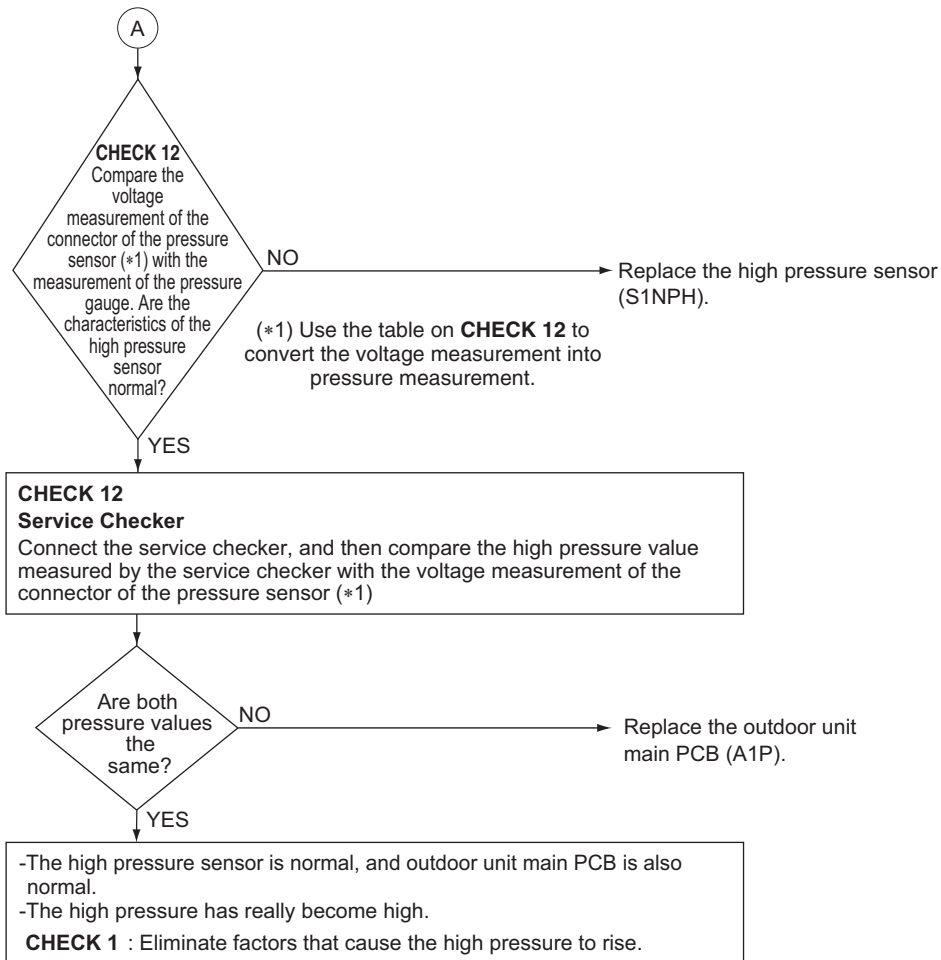 A
CHECK 12
Compare the
voltage
measurement of the
connector of the pressure
sensor (∗1) with the
measurement of the pressure
gauge. Are the
characteristics of the
high pressure
sensor
normal?
NO
Replace the high pressure sensor
(S1NPH).
(∗1) Use the table on CHECK 12 to
convert the voltage measurement into
pressure measurement.
YES
CHECK 12
Service Checker
Connect the service checker, and then compare the high pressure value
measured by the service checker with the voltage measurement of the
connector of the pressure sensor (∗1)
Are both
pressure values
the
same?
NO
Replace the outdoor unit
main PCB (A1P).
YES
-The high pressure sensor is normal, and outdoor unit main PCB is also
normal.
-The high pressure has really become high.
CHECK 1 : Eliminate factors that cause the high pressure to rise.